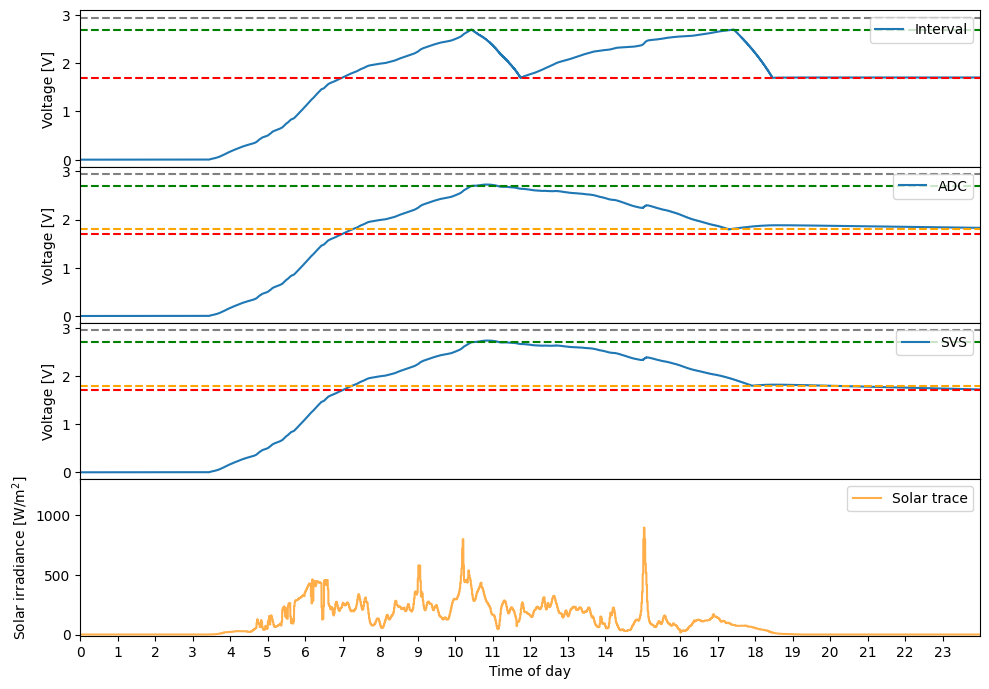 Voltage [V]
3
2
1
0
Interval
Voltage [V]
3
2
1
0
ADC
Voltage [V]
3
2
1
0
SVS
Solar irradiance [W/m²]
1000
500
0
Solar trace
0 1 2 3 4 5 6 7 8 9 10 11 12 13 14 15 16 17 18 19 20 21 22 23
Time of day